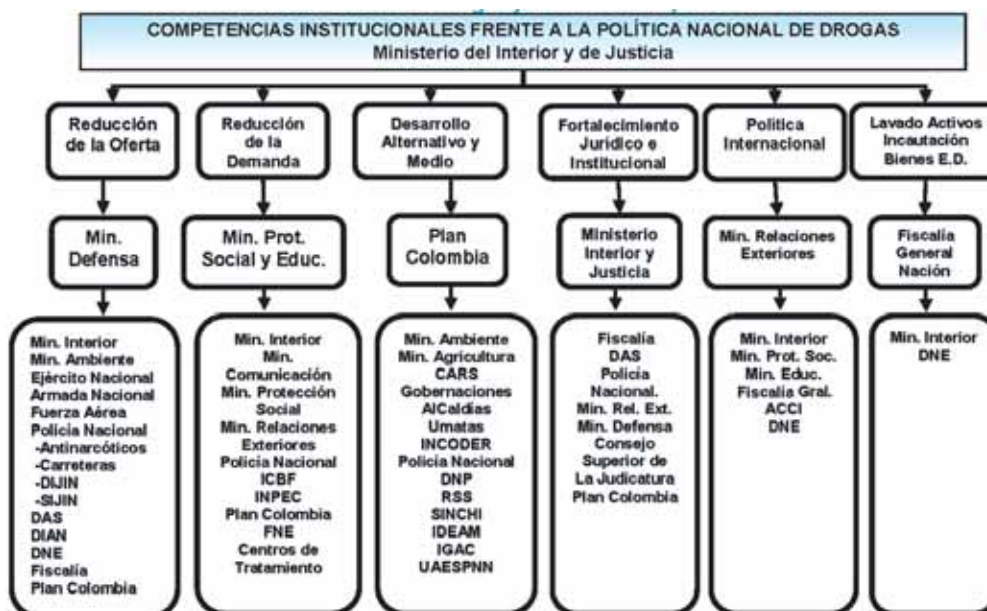 COMPETENCIAS INSTITUCIONALES FRENTE A LA POLÍTICA NACIONAL DE DROGAS
Ministerio del Interior y de Justicia
Reducción
de la Oferta
Reducción
de la
Demanda
Desarrollo
Alternativo y
Medio
Fortalecimiento
Jurídico e
Institucional
Política
Internacional
Lavado Activos
Incautación
Bienes E.D.
Min.
Defensa
Min. Prot.
Social y Educ.
Plan
Colombia
Ministerio
Interior y
Justicia
Min. Relaciones
Exteriores
Fiscalía
General
Nación
Min. Interior
Min. Ambiente
Ejército Nacional
Armada Nacional
Fuerza Aérea
Policía Nacional
-Antinarcóticos
-Carreteras
-DIJIN
-SIJIN
DAS
DIAN
DNE
Fiscalía
Plan Colombia
Min. Interior
Min.
Comunicación
Min. Protección
Social
Min. Relaciones
Exteriores
Policía Nacional
ICBF
INPEC
Plan Colombia
FNE
Centros de
Tratamiento
Min. Ambiente
Min. Agricultura
CARS
Gobernaciones
AlCaldías
Umatas
INCODER
Policía Nacional
DNP
RSS
SINCHI
IDEAM
IGAC
UAESPNN
Fiscalía
DAS
Policía
Nacional.
Min. Rel. Ext.
Min. Defensa
Consejo
Superior de
La Judicatura
Plan Colombia
Min. Interior
Min. Prot. Soc.
Min. Educ.
Fiscalía Gral.
ACCI
DNE
Min. Interior
DNE